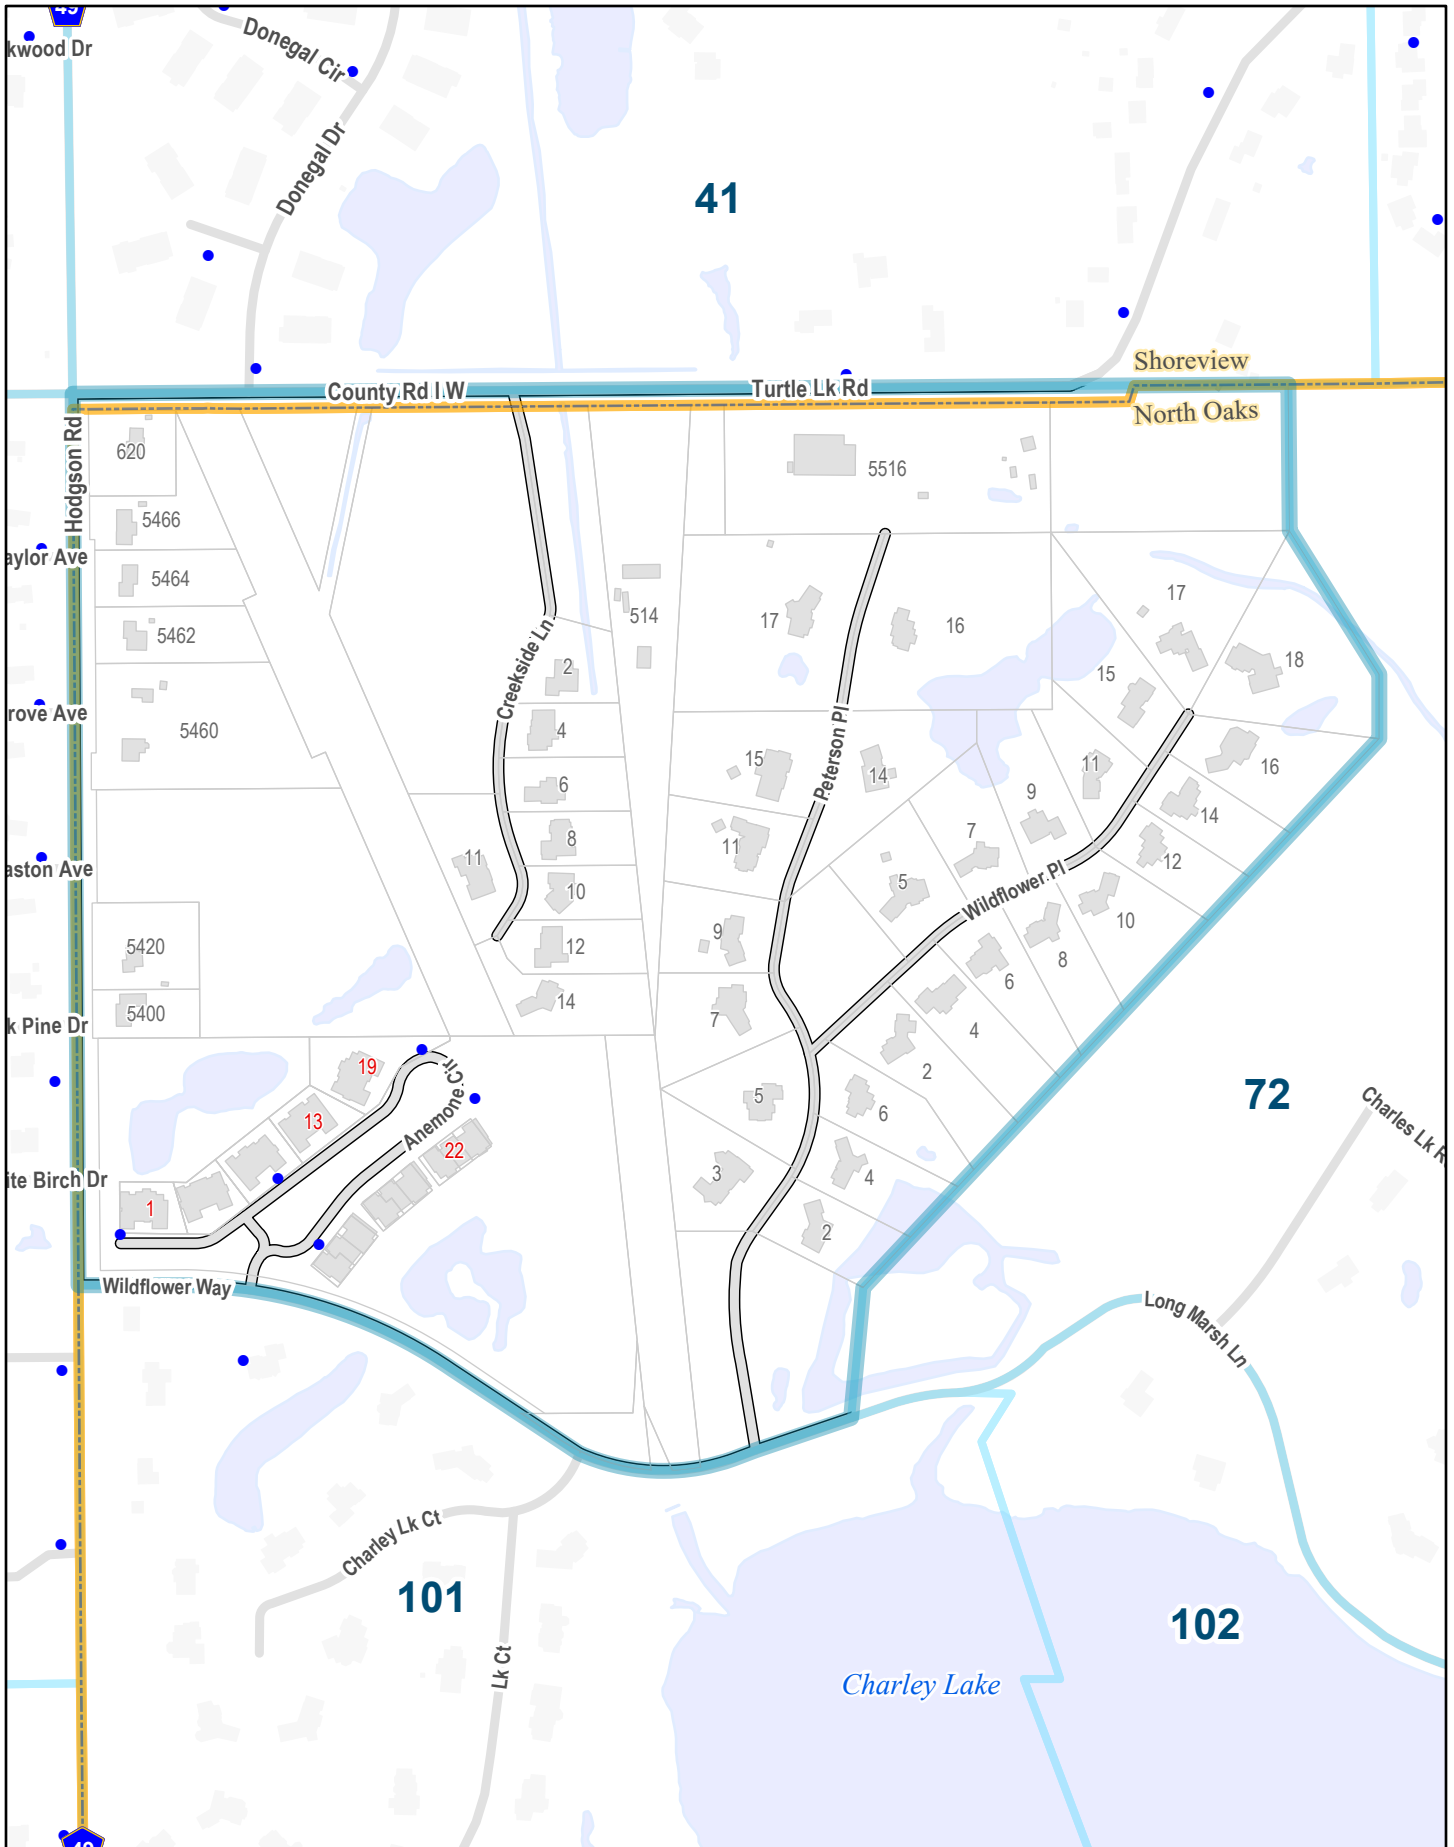 49
kwood Dr
Donegal Cir
Donegal Dr
41
Shoreview
County Rd I W
Turtle Lk Rd
North Oaks
Hodgson Rd
620
5516
5466
aylor Ave
5464
514
17
16
17
5462
Creekside Ln
2
15
18
rove Ave
5460
4
Peterson Pl
15
14
11
16
6
9
14
8
11
7
12
11
aston Ave
10
5
Wildflower Pl
10
9
5420
12
8
6
14
7
4
5400
k Pine Dr
19
Anemone Cir
2
5
6
72
Charles Lk R
13
22
3
4
ite Birch Dr
1
2
Wildflower Way
Long Marsh Ln
Charley Lk Ct
101
102
Lk Ct
Charley Lake
49